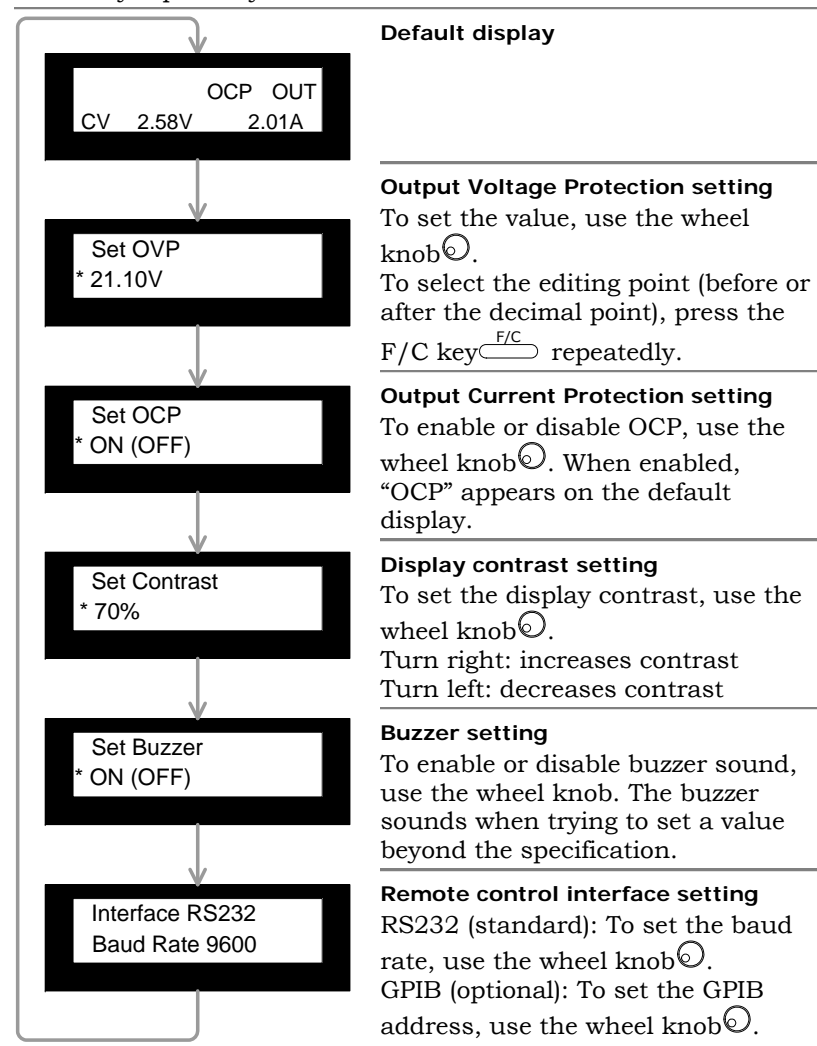 Default display
OCP OUT
CV 2.58V 2.01A
Output Voltage Protection setting
To set the value, use the wheel
knob.
To select the editing point (before or
after the decimal point), press the
F/C key F/C repeatedly.
Set OVP
* 21.10V
Output Current Protection setting
To enable or disable OCP, use the
wheel knob. When enabled,
“OCP” appears on the default
display.
Set OCP
* ON (OFF)
Display contrast setting
To set the display contrast, use the
wheel knob.
Turn right: increases contrast
Turn left: decreases contrast
Set Contrast
* 70%
Buzzer setting
To enable or disable buzzer sound,
use the wheel knob. The buzzer
sounds when trying to set a value
beyond the specification.
Set Buzzer
* ON (OFF)
Remote control interface setting
RS232 (standard): To set the baud
rate, use the wheel knob.
GPIB (optional): To set the GPIB
address, use the wheel knob.
Interface RS232
Baud Rate 9600